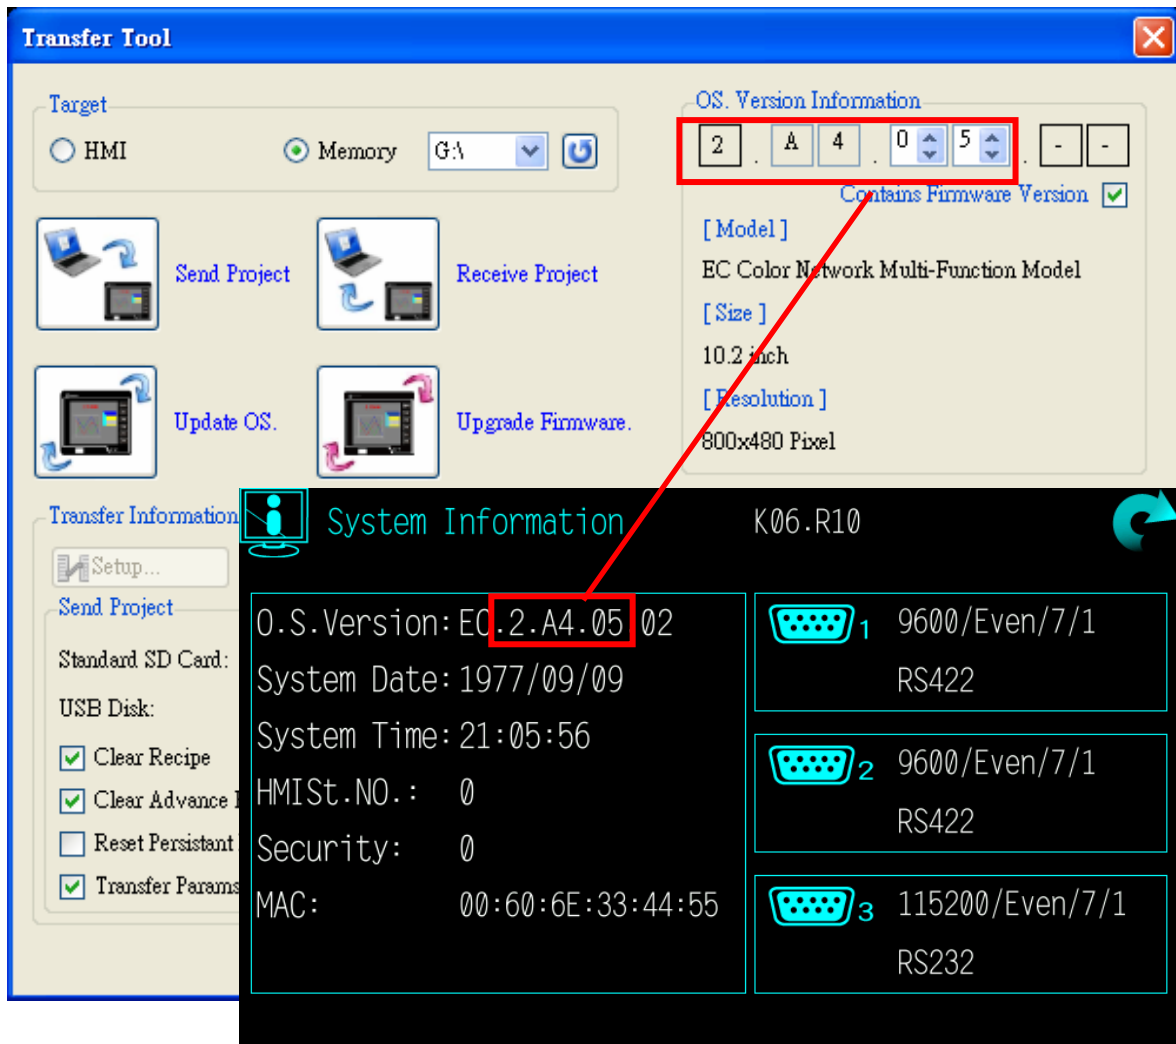 Transfer Tool
Target
HMI
Memory
G:\
OS. Version Information
2 . A 4 . 0 5 . - -
Contains Firmware Version
[ Model ]
EC Color Network Multi-Function Model
[ Size ]
10.2 inch
[ Resolution ]
800x480 Pixel
Send Project
Receive Project
Update OS.
Upgrade Firmware.
Transfer Information
Setup...
Send Project
Standard SD Card:
USB Disk:
Clear Recipe
Clear Advance
Reset Persistant
Transfer Params
System Information
K06.R10
O.S.Version: EC.2.A4.05 02
System Date: 1977/09/09
System Time: 21:05:56
HMISt.NO.: 0
Security: 0
MAC: 00:60:6E:33:44:55
1 9600/Even/7/1
RS422
2 9600/Even/7/1
RS422
3 115200/Even/7/1
RS232